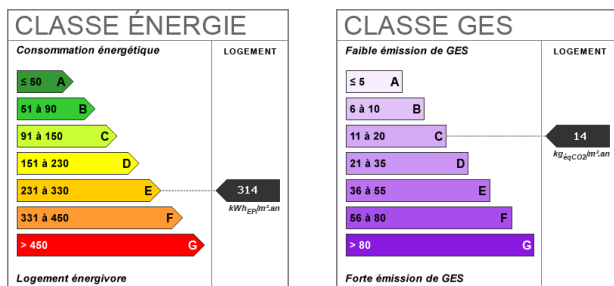 CLASSE ÉNERGIE
Consommation énergétique
LOGEMENT
≤ 50 A
51 à 90 B
91 à 150 C
151 à 230 D
231 à 330 E
314
kWhEP/m².an
331 à 450 F
> 450 G
Logement énergivore
CLASSE GES
Faible émission de GES
LOGEMENT
≤ 5 A
6 à 10 B
11 à 20 C
14
kgéqCO2/m².an
21 à 35 D
36 à 55 E
56 à 80 F
> 80 G
Forte émission de GES